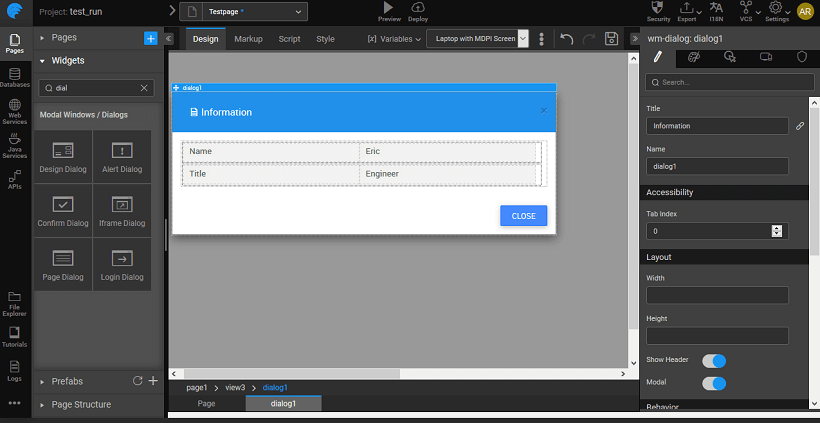 Project: test_run
Testpage *
Preview
Deploy
Security
Export
I18N
VCS
Settings
AR
Pages
Databases
Web
Services
Java
Services
APIs
File
Explorer
Tutorials
Logs
Pages
Widgets
dial
Modal Windows / Dialogs
Design Dialog
Alert Dialog
Confirm Dialog
Iframe Dialog
Page Dialog
Login Dialog
Prefabs
Page Structure
Design
Markup
Script
Style
[x] Variables
Laptop with MDPI Screen
dialog1
Information
×
Name
Eric
Title
Engineer
CLOSE
page1 > view3 > dialog1
Page
dialog1
wm-dialog: dialog1
Search...
Title
Information
Name
dialog1
Accessibility
Tab Index
0
Layout
Width
Height
Show Header
Modal
Behavior